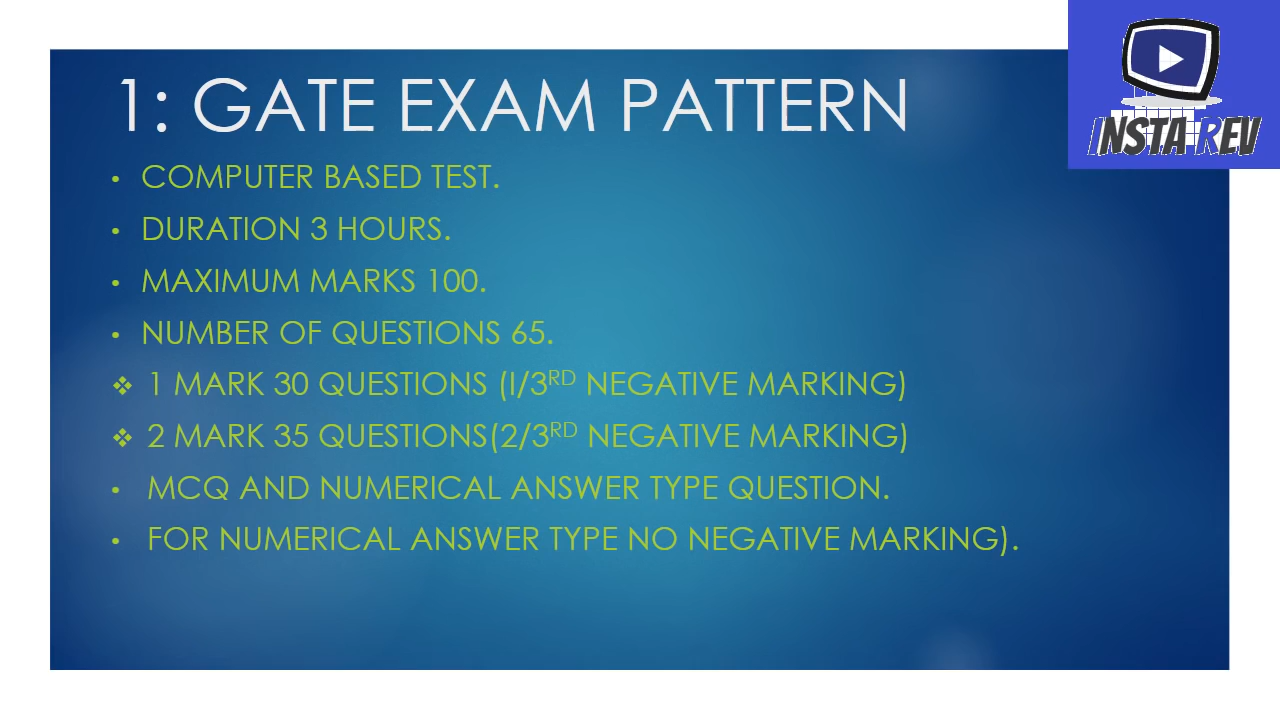 1: GATE EXAM PATTERN
INSTA REV
• COMPUTER BASED TEST.
• DURATION 3 HOURS.
• MAXIMUM MARKS 100.
• NUMBER OF QUESTIONS 65.
❖ 1 MARK 30 QUESTIONS (I/3RD NEGATIVE MARKING)
❖ 2 MARK 35 QUESTIONS(2/3RD NEGATIVE MARKING)
• MCQ AND NUMERICAL ANSWER TYPE QUESTION.
• FOR NUMERICAL ANSWER TYPE NO NEGATIVE MARKING).